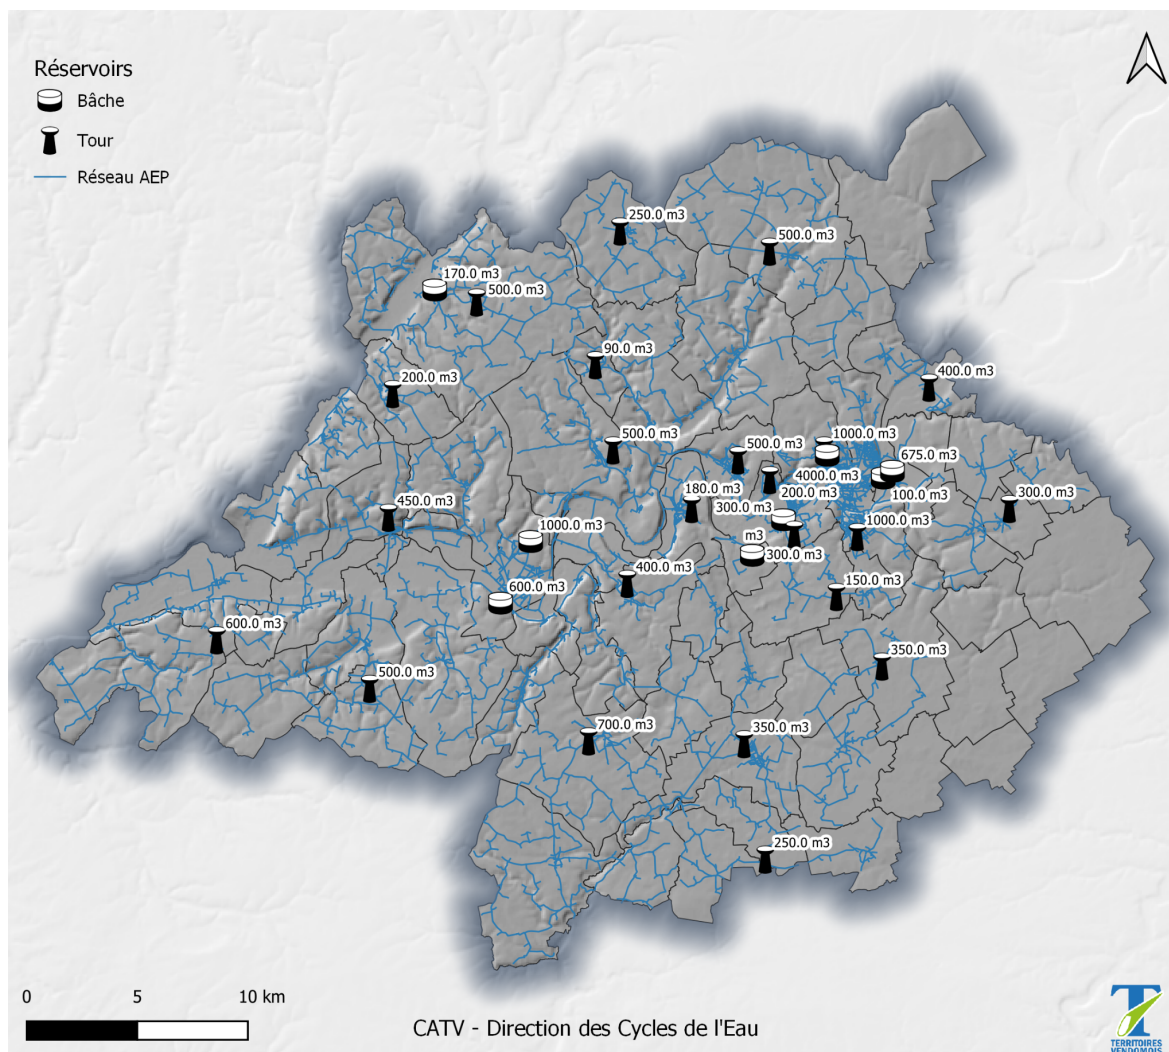 Réservoirs
Bâche
Tour
Réseau AEP
250.0 m3
500.0 m3
170.0 m3
500.0 m3
90.0 m3
200.0 m3
400.0 m3
500.0 m3
500.0 m3
1000.0 m3
675.0 m3
4000.0 m3
180.0 m3
200.0 m3
100.0 m3
300.0 m3
450.0 m3
300.0 m3
1000.0 m3
1000.0 m3
m3
300.0 m3
400.0 m3
600.0 m3
150.0 m3
600.0 m3
350.0 m3
500.0 m3
700.0 m3
350.0 m3
250.0 m3
0 5 10 km
CATV - Direction des Cycles de l'Eau
T
TERRITOIRES
VENDOMOIS